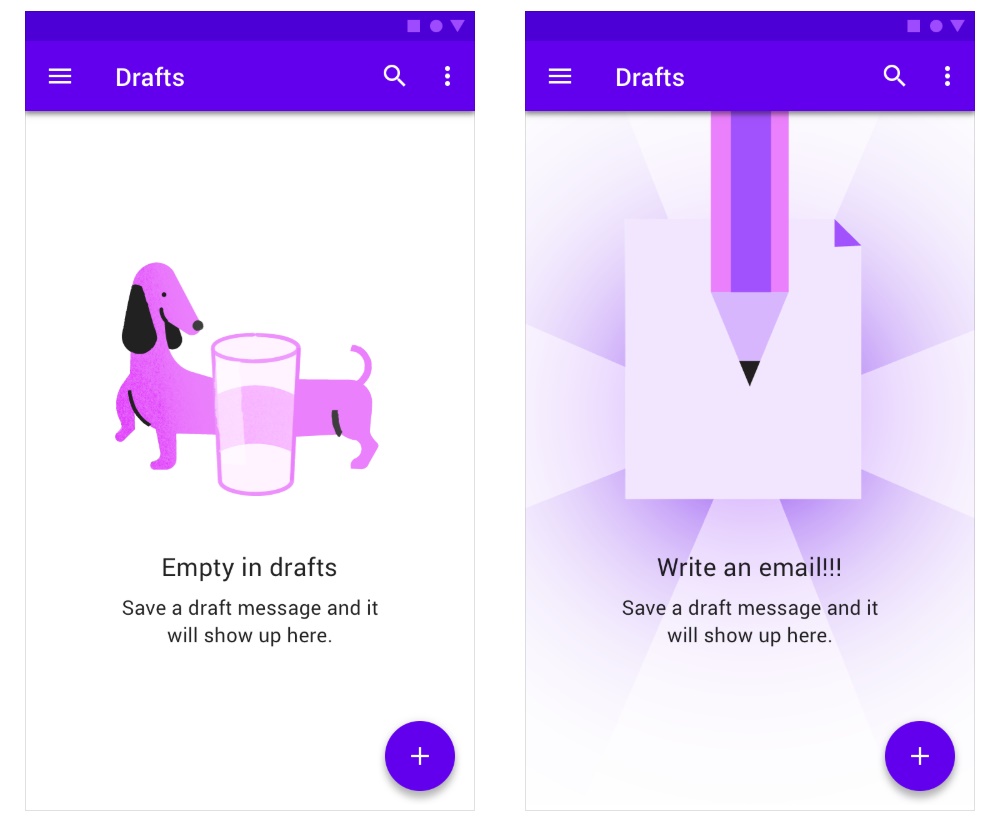 Drafts
Empty in drafts
Save a draft message and it
will show up here.
Drafts
Write an email!!!
Save a draft message and it
will show up here.